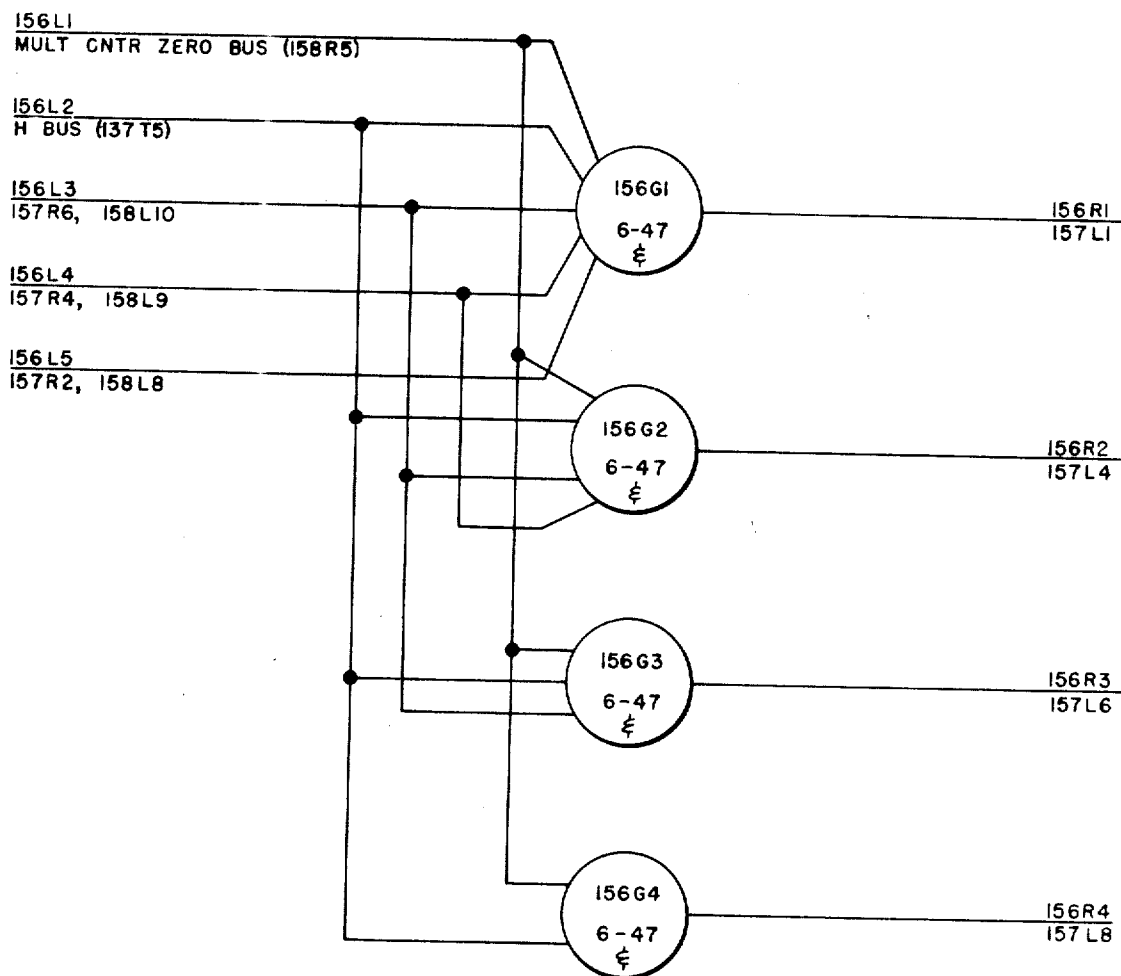 156L1
MULT CNTR ZERO BUS (158R5)
156L2
H BUS (137T5)
156L3
157R6, 158L10
156L4
157R4, 158L9
156L5
157R2, 158L8
156G1
6-47
&
156R1
157L1
156G2
6-47
&
156R2
157L4
156G3
6-47
&
156R3
157L6
156G4
6-47
&
156R4
157L8